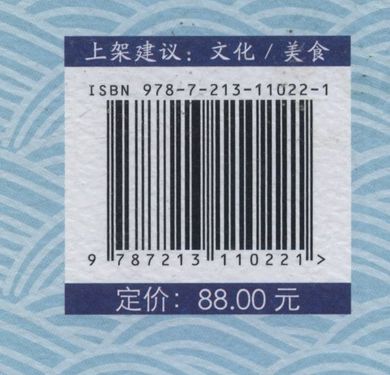 上架建议：文化 / 美食
ISBN 978-7-213-11022-1
9 787213 110221 >
定价：88.00 元